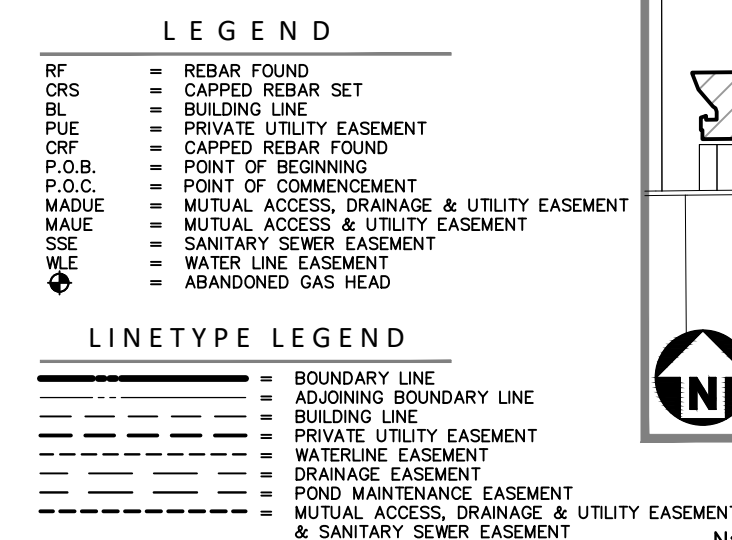 LEGEND
RF = REBAR FOUND
CRS = CAPPED REBAR SET
BL = BUILDING LINE
PUE = PRIVATE UTILITY EASEMENT
CRF = CAPPED REBAR FOUND
P.O.B. = POINT OF BEGINNING
P.O.C. = POINT OF COMMENCEMENT
MADUE = MUTUAL ACCESS, DRAINAGE & UTILITY EASEMENT
MAUE = MUTUAL ACCESS & UTILITY EASEMENT
SSE = SANITARY SEWER EASEMENT
WLE = WATER LINE EASEMENT
= ABANDONED GAS HEAD
LINETYPE LEGEND
= BOUNDARY LINE
= ADJOINING BOUNDARY LINE
= BUILDING LINE
= PRIVATE UTILITY EASEMENT
= WATERLINE EASEMENT
= DRAINAGE EASEMENT
= POND MAINTENANCE EASEMENT
= MUTUAL ACCESS, DRAINAGE & UTILITY EASEMENT
& SANITARY SEWER EASEMENT
N